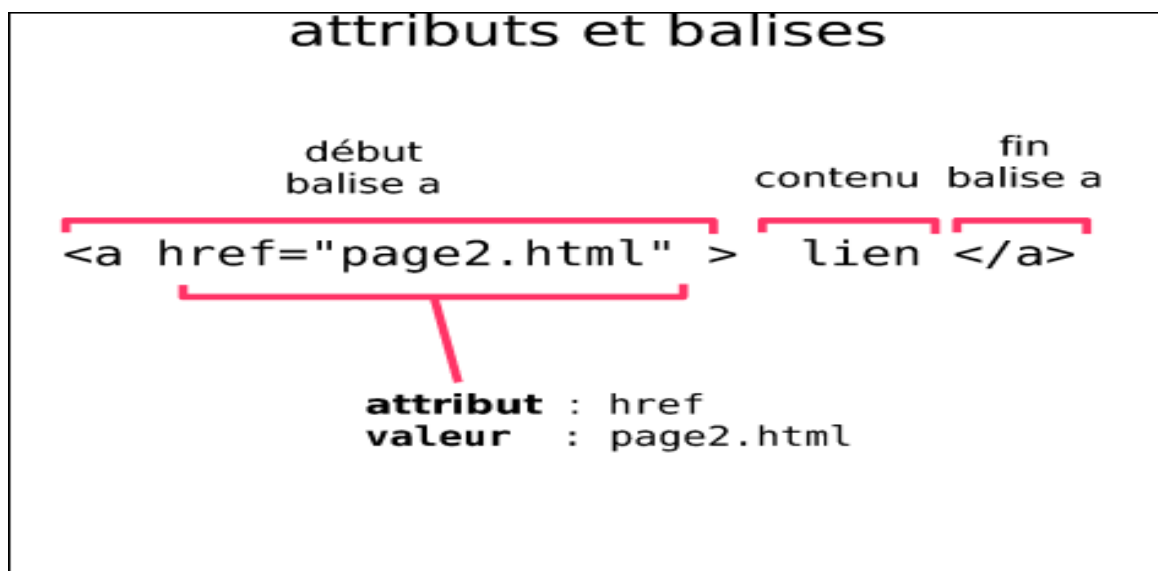 attributs et balises
début
balise a
contenu
fin
balise a
<a href="page2.html" > lien </a>
attribut : href
valeur : page2.html